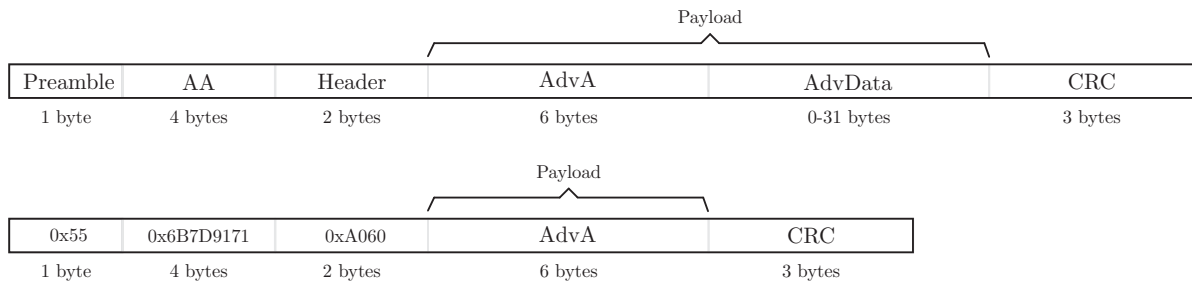 Payload
Preamble AA Header AdvA AdvData CRC
1 byte 4 bytes 2 bytes 6 bytes 0-31 bytes 3 bytes
Payload
0x55 0x6B7D9171 0xA060 AdvA CRC
1 byte 4 bytes 2 bytes 6 bytes 3 bytes